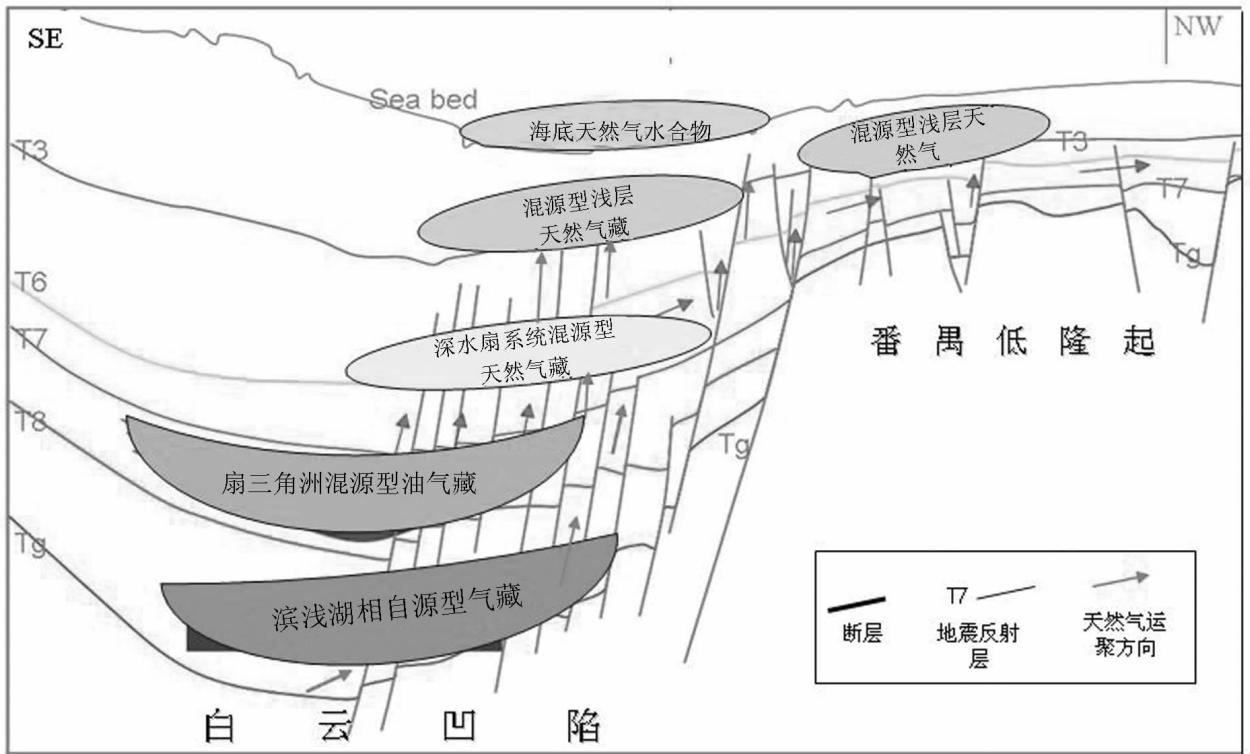 SE
NW
Sea bed
海底天然气水合物
混源型浅层天
然气
T3
T3
混源型浅层
天然气藏
T7
Tg
T6
T7
深水扇系统混源型
天然气藏
番禺低隆起
T8
Tg
扇三角洲混源型油气藏
Tg
滨浅湖相自源型气藏
T7
断层
地震反射
层
天然气运
聚方向
白云凹陷